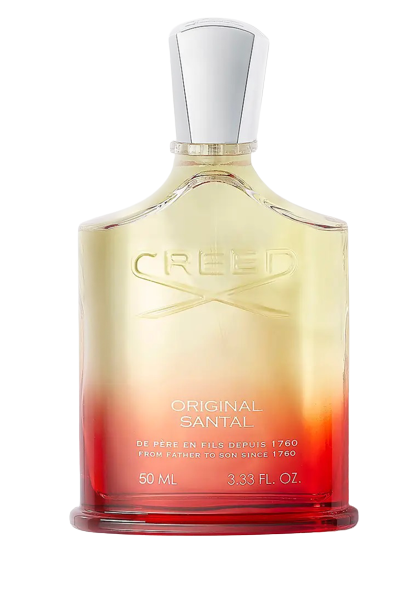 CREED
ORIGINAL
SANTAL
DE PÈRE EN FILS DEPUIS 1760
FROM FATHER TO SON SINCE 1760
50 ML 3.33 FL. OZ.